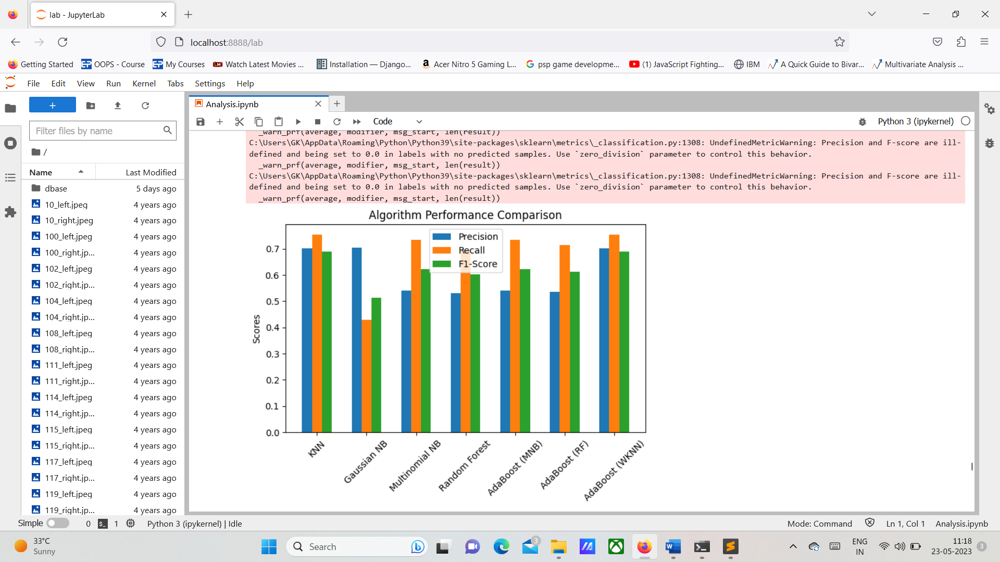 lab - JupyterLab
localhost:8888/lab
Getting Started
OOPS - Course
My Courses
Watch Latest Movies ...
Installation — Django...
Acer Nitro 5 Gaming L...
psp game developme...
(1) JavaScript Fighting...
IBM
A Quick Guide to Bivar...
Multivariate Analysis ...
File Edit View Run Kernel Tabs Settings Help
+
Filter files by name
/
Name Last Modified
dbase 5 days ago
10_left.jpeg 4 years ago
10_right.jpeg 4 years ago
100_left.jpeg 4 years ago
100_right.jp... 4 years ago
102_left.jpeg 4 years ago
102_right.jp... 4 years ago
104_left.jpeg 4 years ago
104_right.jp... 4 years ago
108_left.jpeg 4 years ago
108_right.jp... 4 years ago
111_left.jpeg 4 years ago
111_right.jp... 4 years ago
114_left.jpeg 4 years ago
114_right.jp... 4 years ago
115_left.jpeg 4 years ago
115_right.jp... 4 years ago
117_left.jpeg 4 years ago
117_right.jp... 4 years ago
119_left.jpeg 4 years ago
119_right.jp... 4 years ago
Analysis.ipynb
Code
Python 3 (ipykernel)
_warn_prf(average, modifier, msg_start, len(result))
C:\Users\GK\AppData\Roaming\Python\Python39\site-packages\sklearn\metrics\_classification.py:1308: UndefinedMetricWarning: Precision and F-score are ill-
defined and being set to 0.0 in labels with no predicted samples. Use `zero_division` parameter to control this behavior.
_warn_prf(average, modifier, msg_start, len(result))
C:\Users\GK\AppData\Roaming\Python\Python39\site-packages\sklearn\metrics\_classification.py:1308: UndefinedMetricWarning: Precision and F-score are ill-
defined and being set to 0.0 in labels with no predicted samples. Use `zero_division` parameter to control this behavior.
_warn_prf(average, modifier, msg_start, len(result))
Algorithm Performance Comparison
Precision
Recall
F1-Score
Scores
0.7
0.6
0.5
0.4
0.3
0.2
0.1
0.0
KNN
Gaussian NB
Multinomial NB
Random Forest
AdaBoost (MNB)
AdaBoost (RF)
AdaBoost (WKNN)
Simple 0 $_ 1 Python 3 (ipykernel) | Idle
Mode: Command Ln 1, Col 1 Analysis.ipynb
33°C
Sunny
Search
3
ENG
IN
11:18
23-05-2023
3